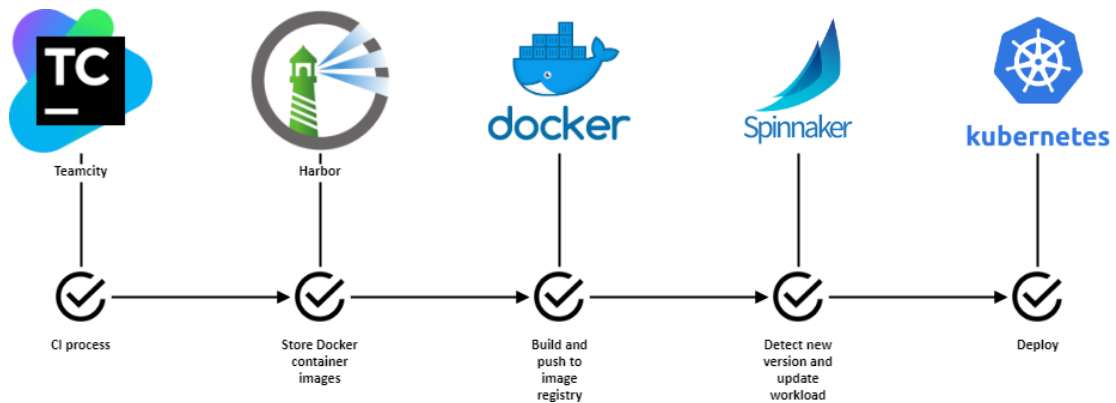 TC
docker
Spinnaker
kubernetes
Teamcity
Harbor
CI process
Store Docker
container
images
Build and
push to
image
registry
Detect new
version and
update
workload
Deploy